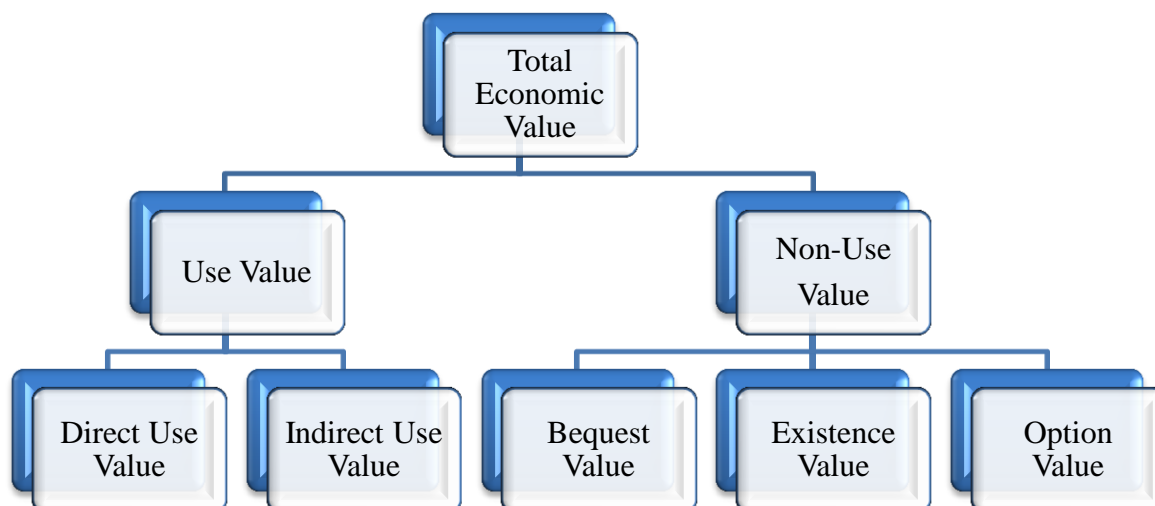 Total
Economic
Value
Use Value
Non-Use
Value
Direct Use
Value
Indirect Use
Value
Bequest
Value
Existence
Value
Option
Value